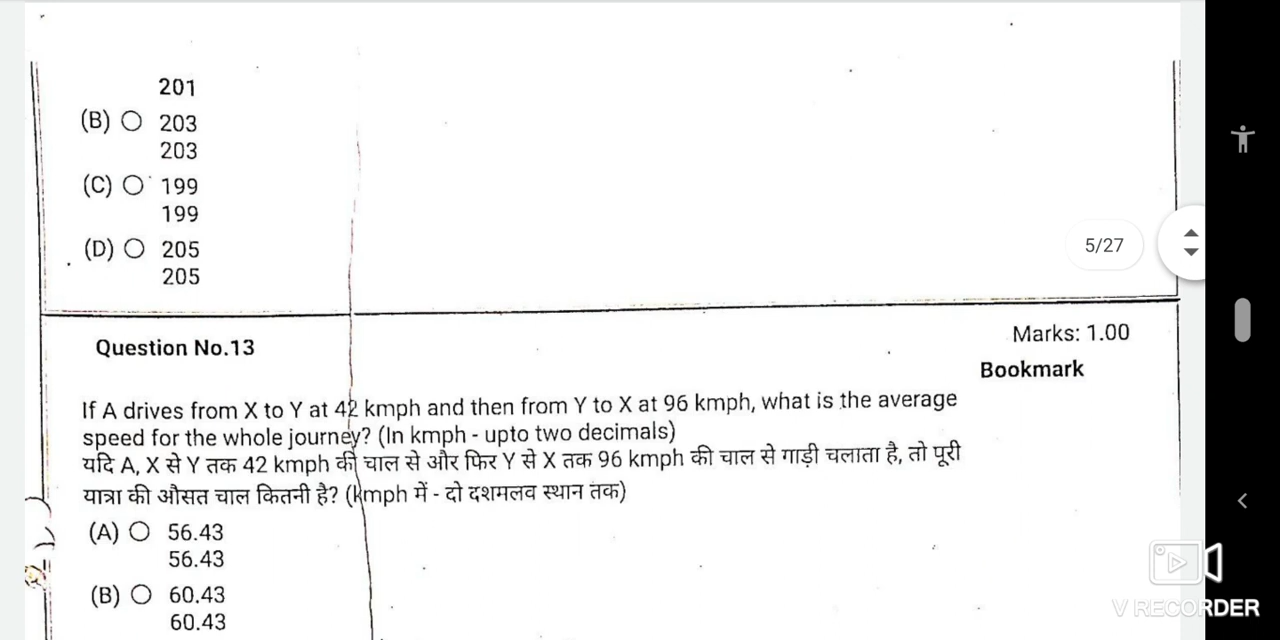 201
(B) 203
203
(C) 199
199
(D) 205
205
5/27
Question No.13
Marks: 1.00
Bookmark
If A drives from X to Y at 42 kmph and then from Y to X at 96 kmph, what is the average
speed for the whole journey? (In kmph - upto two decimals)
यदि A, X से Y तक 42 kmph की चाल से और फिर Y से X तक 96 kmph की चाल से गाड़ी चलाता है, तो पूरी
यात्रा की औसत चाल कितनी है? (kmph में - दो दशमलव स्थान तक)
(A) 56.43
56.43
(B) 60.43
60.43
V RECORDER